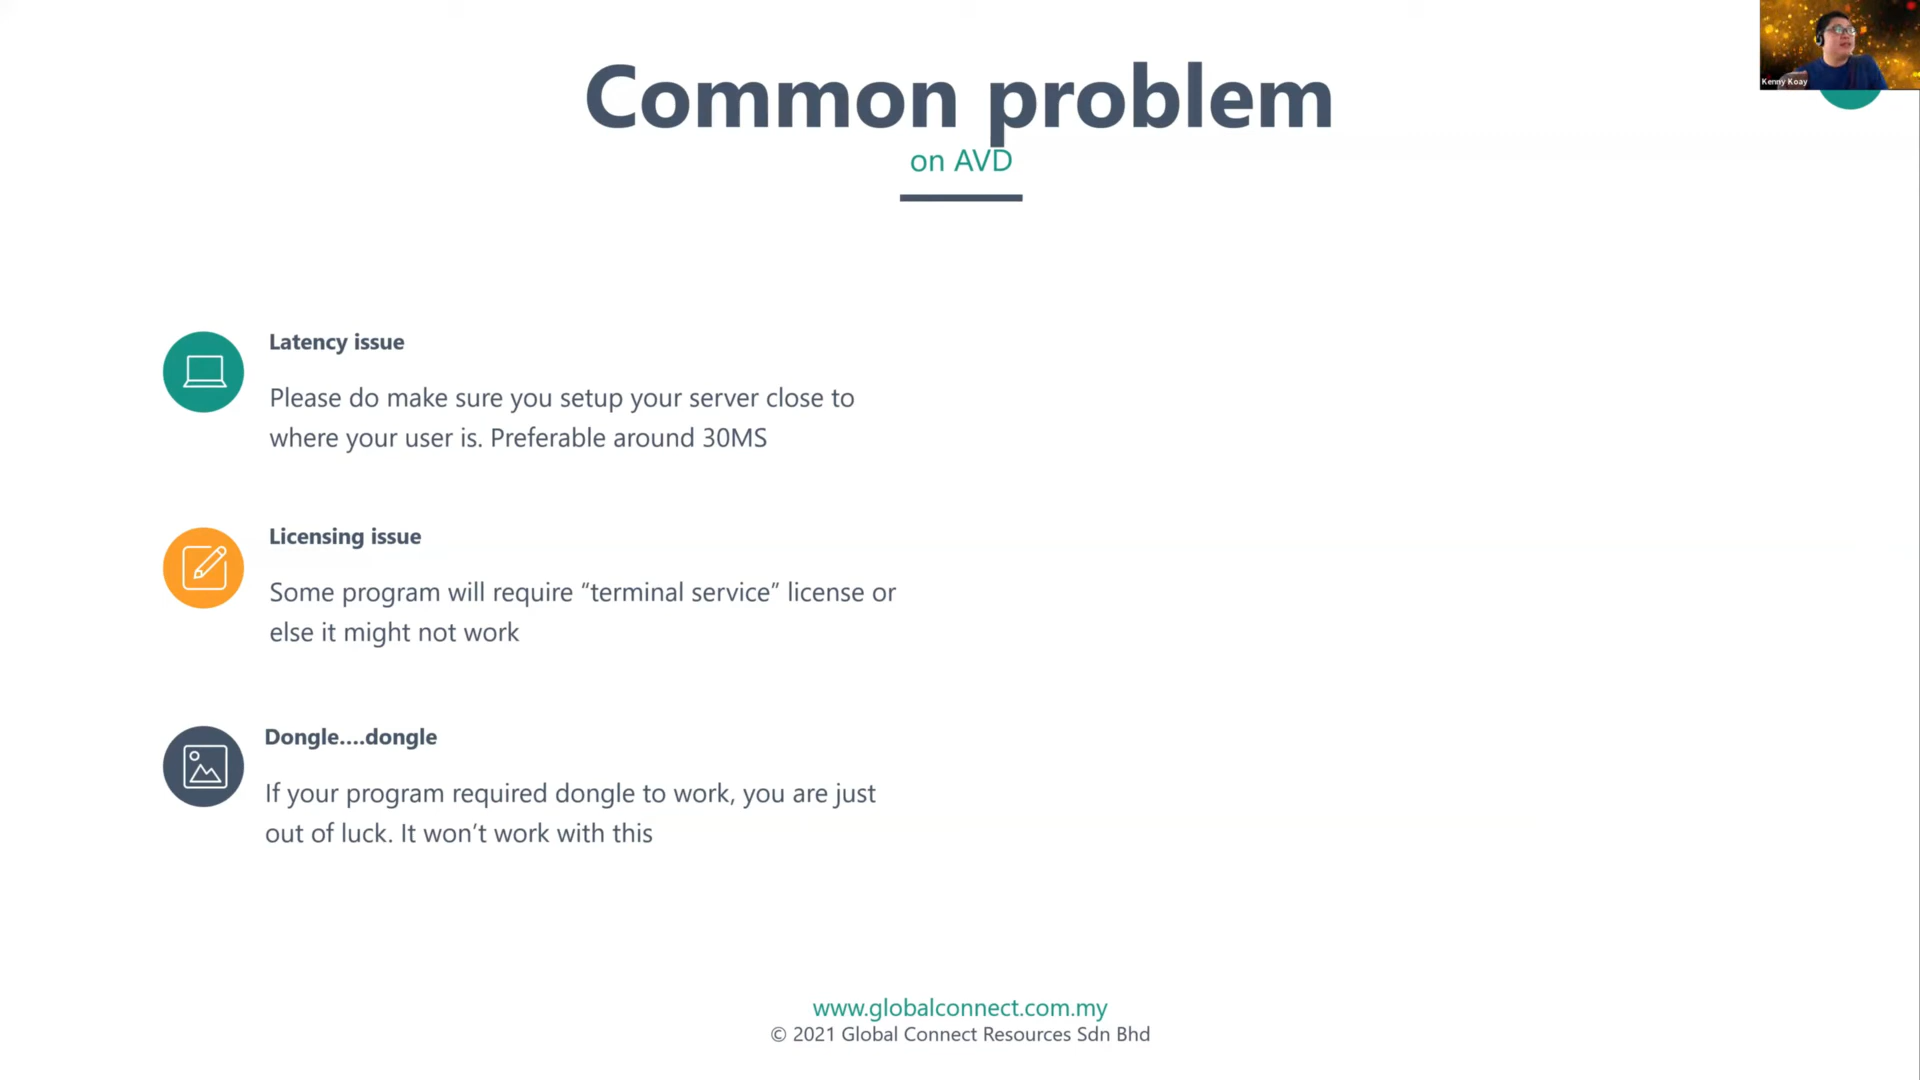 Common problem
on AVD
Kenny Koay
Latency issue
Please do make sure you setup your server close to
where your user is. Preferable around 30MS
Licensing issue
Some program will require “terminal service” license or
else it might not work
Dongle....dongle
If your program required dongle to work, you are just
out of luck. It won’t work with this
www.globalconnect.com.my
© 2021 Global Connect Resources Sdn Bhd